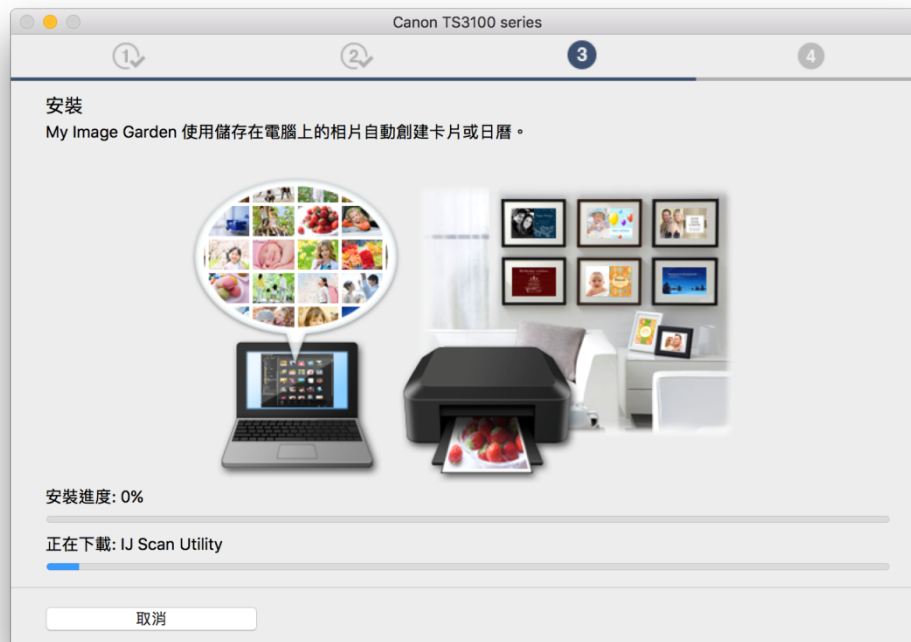 Canon TS3100 series
1 2 3 4
安裝
My Image Garden 使用儲存在電腦上的相片自動創建卡片或日曆。
安裝進度: 0%
正在下載: IJ Scan Utility
取消